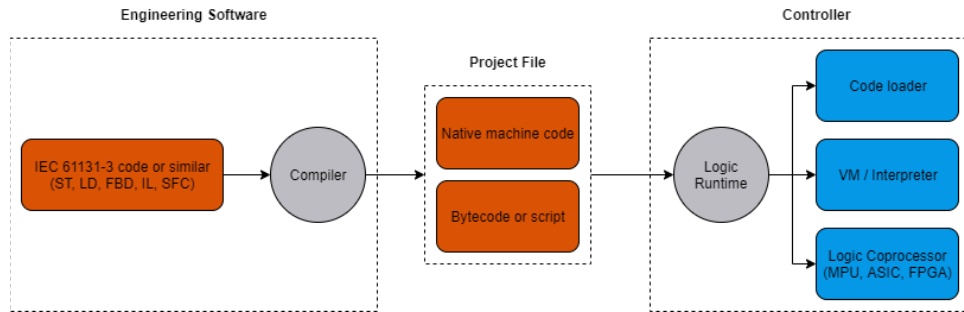 Engineering Software
Controller
Project File
IEC 61131-3 code or similar
(ST, LD, FBD, IL, SFC)
Compiler
Native machine code
Bytecode or script
Logic
Runtime
Code loader
VM / Interpreter
Logic Coprocessor
(MPU, ASIC, FPGA)